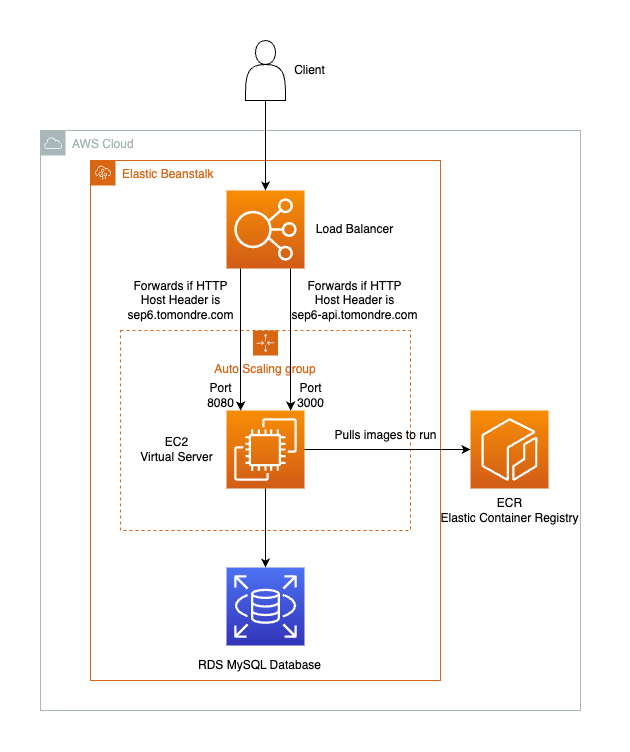 Client
AWS Cloud
Elastic Beanstalk
Load Balancer
Forwards if HTTP
Host Header is
sep6.tomondre.com
Forwards if HTTP
Host Header is
sep6-api.tomondre.com
Auto Scaling group
Port
8080
Port
3000
EC2
Virtual Server
Pulls images to run
ECR
Elastic Container Registry
RDS MySQL Database